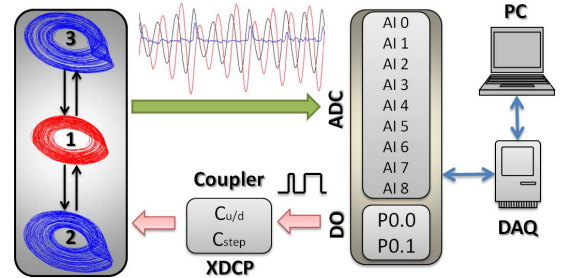 3
1
2
ADC
AI 0
AI 1
AI 2
AI 3
AI 4
AI 5
AI 6
AI 7
AI 8
PC
DAQ
Coupler
Cu/d
Cstep
XDCP
DO
P0.0
P0.1